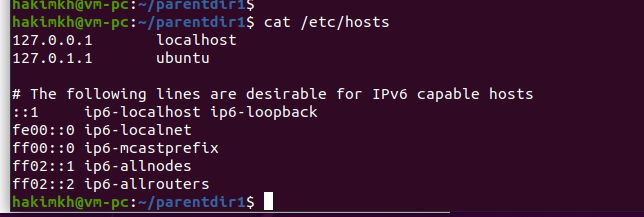 hakimkh@vm-pc:~/parentdir1$
hakimkh@vm-pc:~/parentdir1$ cat /etc/hosts
127.0.0.1       localhost
127.0.1.1       ubuntu

# The following lines are desirable for IPv6 capable hosts
::1     ip6-localhost ip6-loopback
fe00::0 ip6-localnet
ff00::0 ip6-mcastprefix
ff02::1 ip6-allnodes
ff02::2 ip6-allrouters
hakimkh@vm-pc:~/parentdir1$